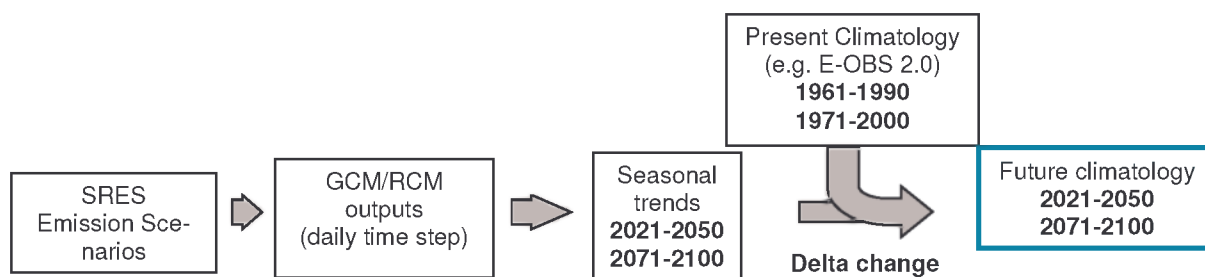 Present Climatology
(e.g. E-OBS 2.0)
1961-1990
1971-2000
SRES
Emission Sce-
narios
GCM/RCM
outputs
(daily time step)
Seasonal
trends
2021-2050
2071-2100
Delta change
Future climatology
2021-2050
2071-2100